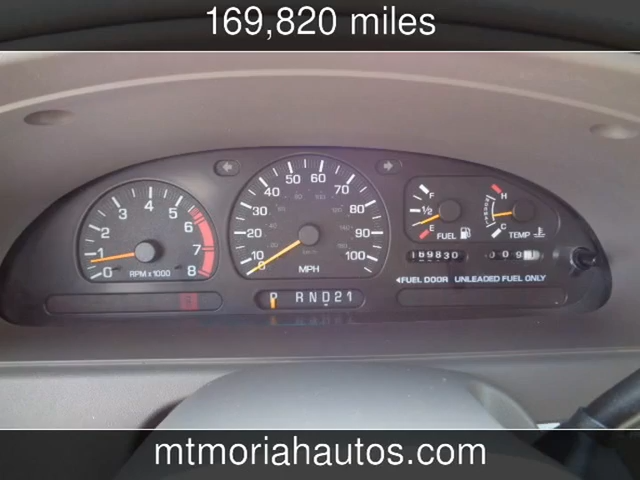 169,820 miles
0 1 2 3 4 5 6 7 8
RPM x 1000
0 10 20 30 40 50 60 70 80 90 100
MPH
F
1/2
E
FUEL
H
C
TEMP
169830
09
◄FUEL DOOR UNLEADED FUEL ONLY
P R N D 2 1
mtmoriahautos.com